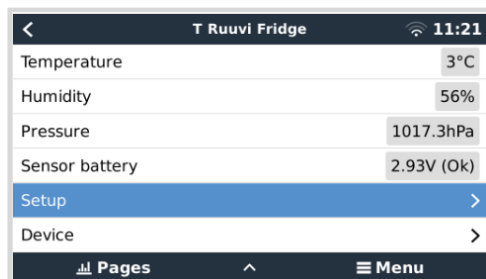 T Ruuvi Fridge 11:21
Temperature 3°C
Humidity 56%
Pressure 1017.3hPa
Sensor battery 2.93V (Ok)
Setup
Device
Pages Menu